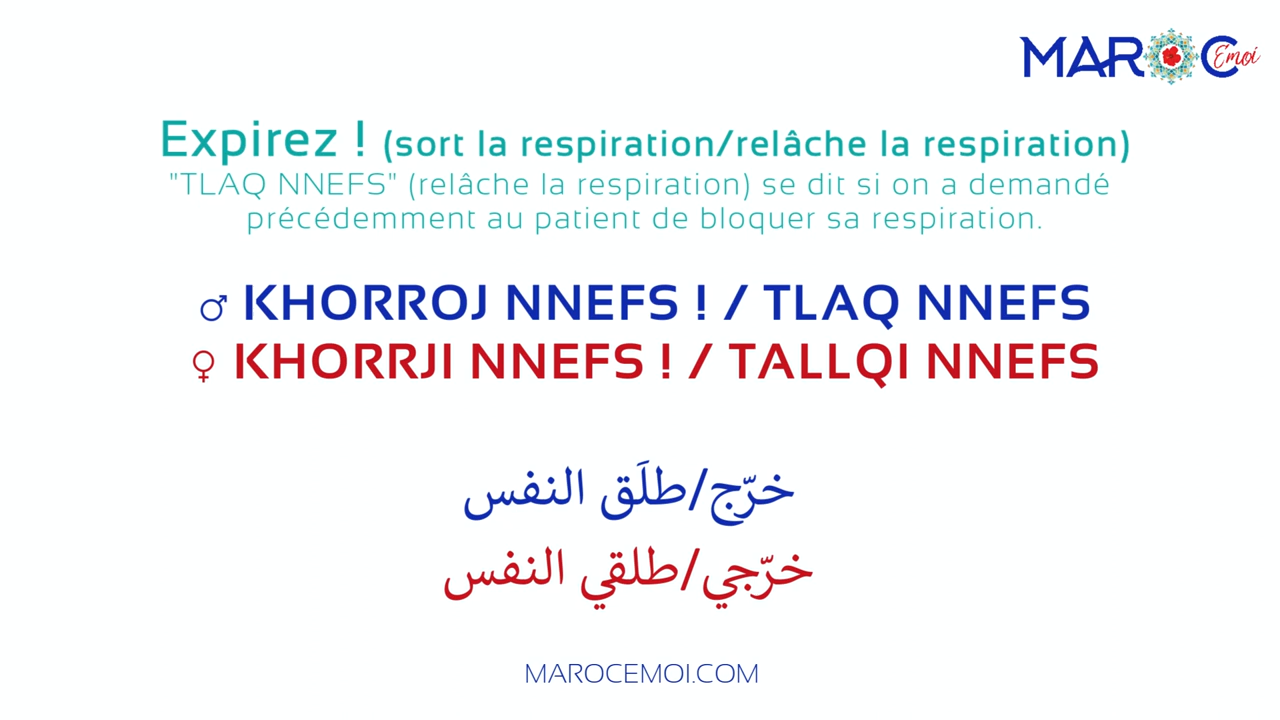 MAROC Emoi
Expirez ! (sort la respiration/relâche la respiration)
"TLAQ NNEFS" (relâche la respiration) se dit si on a demandé
précédemment au patient de bloquer sa respiration.
♂ KHORROJ NNEFS ! / TLAQ NNEFS
♀ KHORRJI NNEFS ! / TALLQI NNEFS
خرّج/طلَق النفس
خرّجي/طلقي النفس
MAROCEMOI.COM